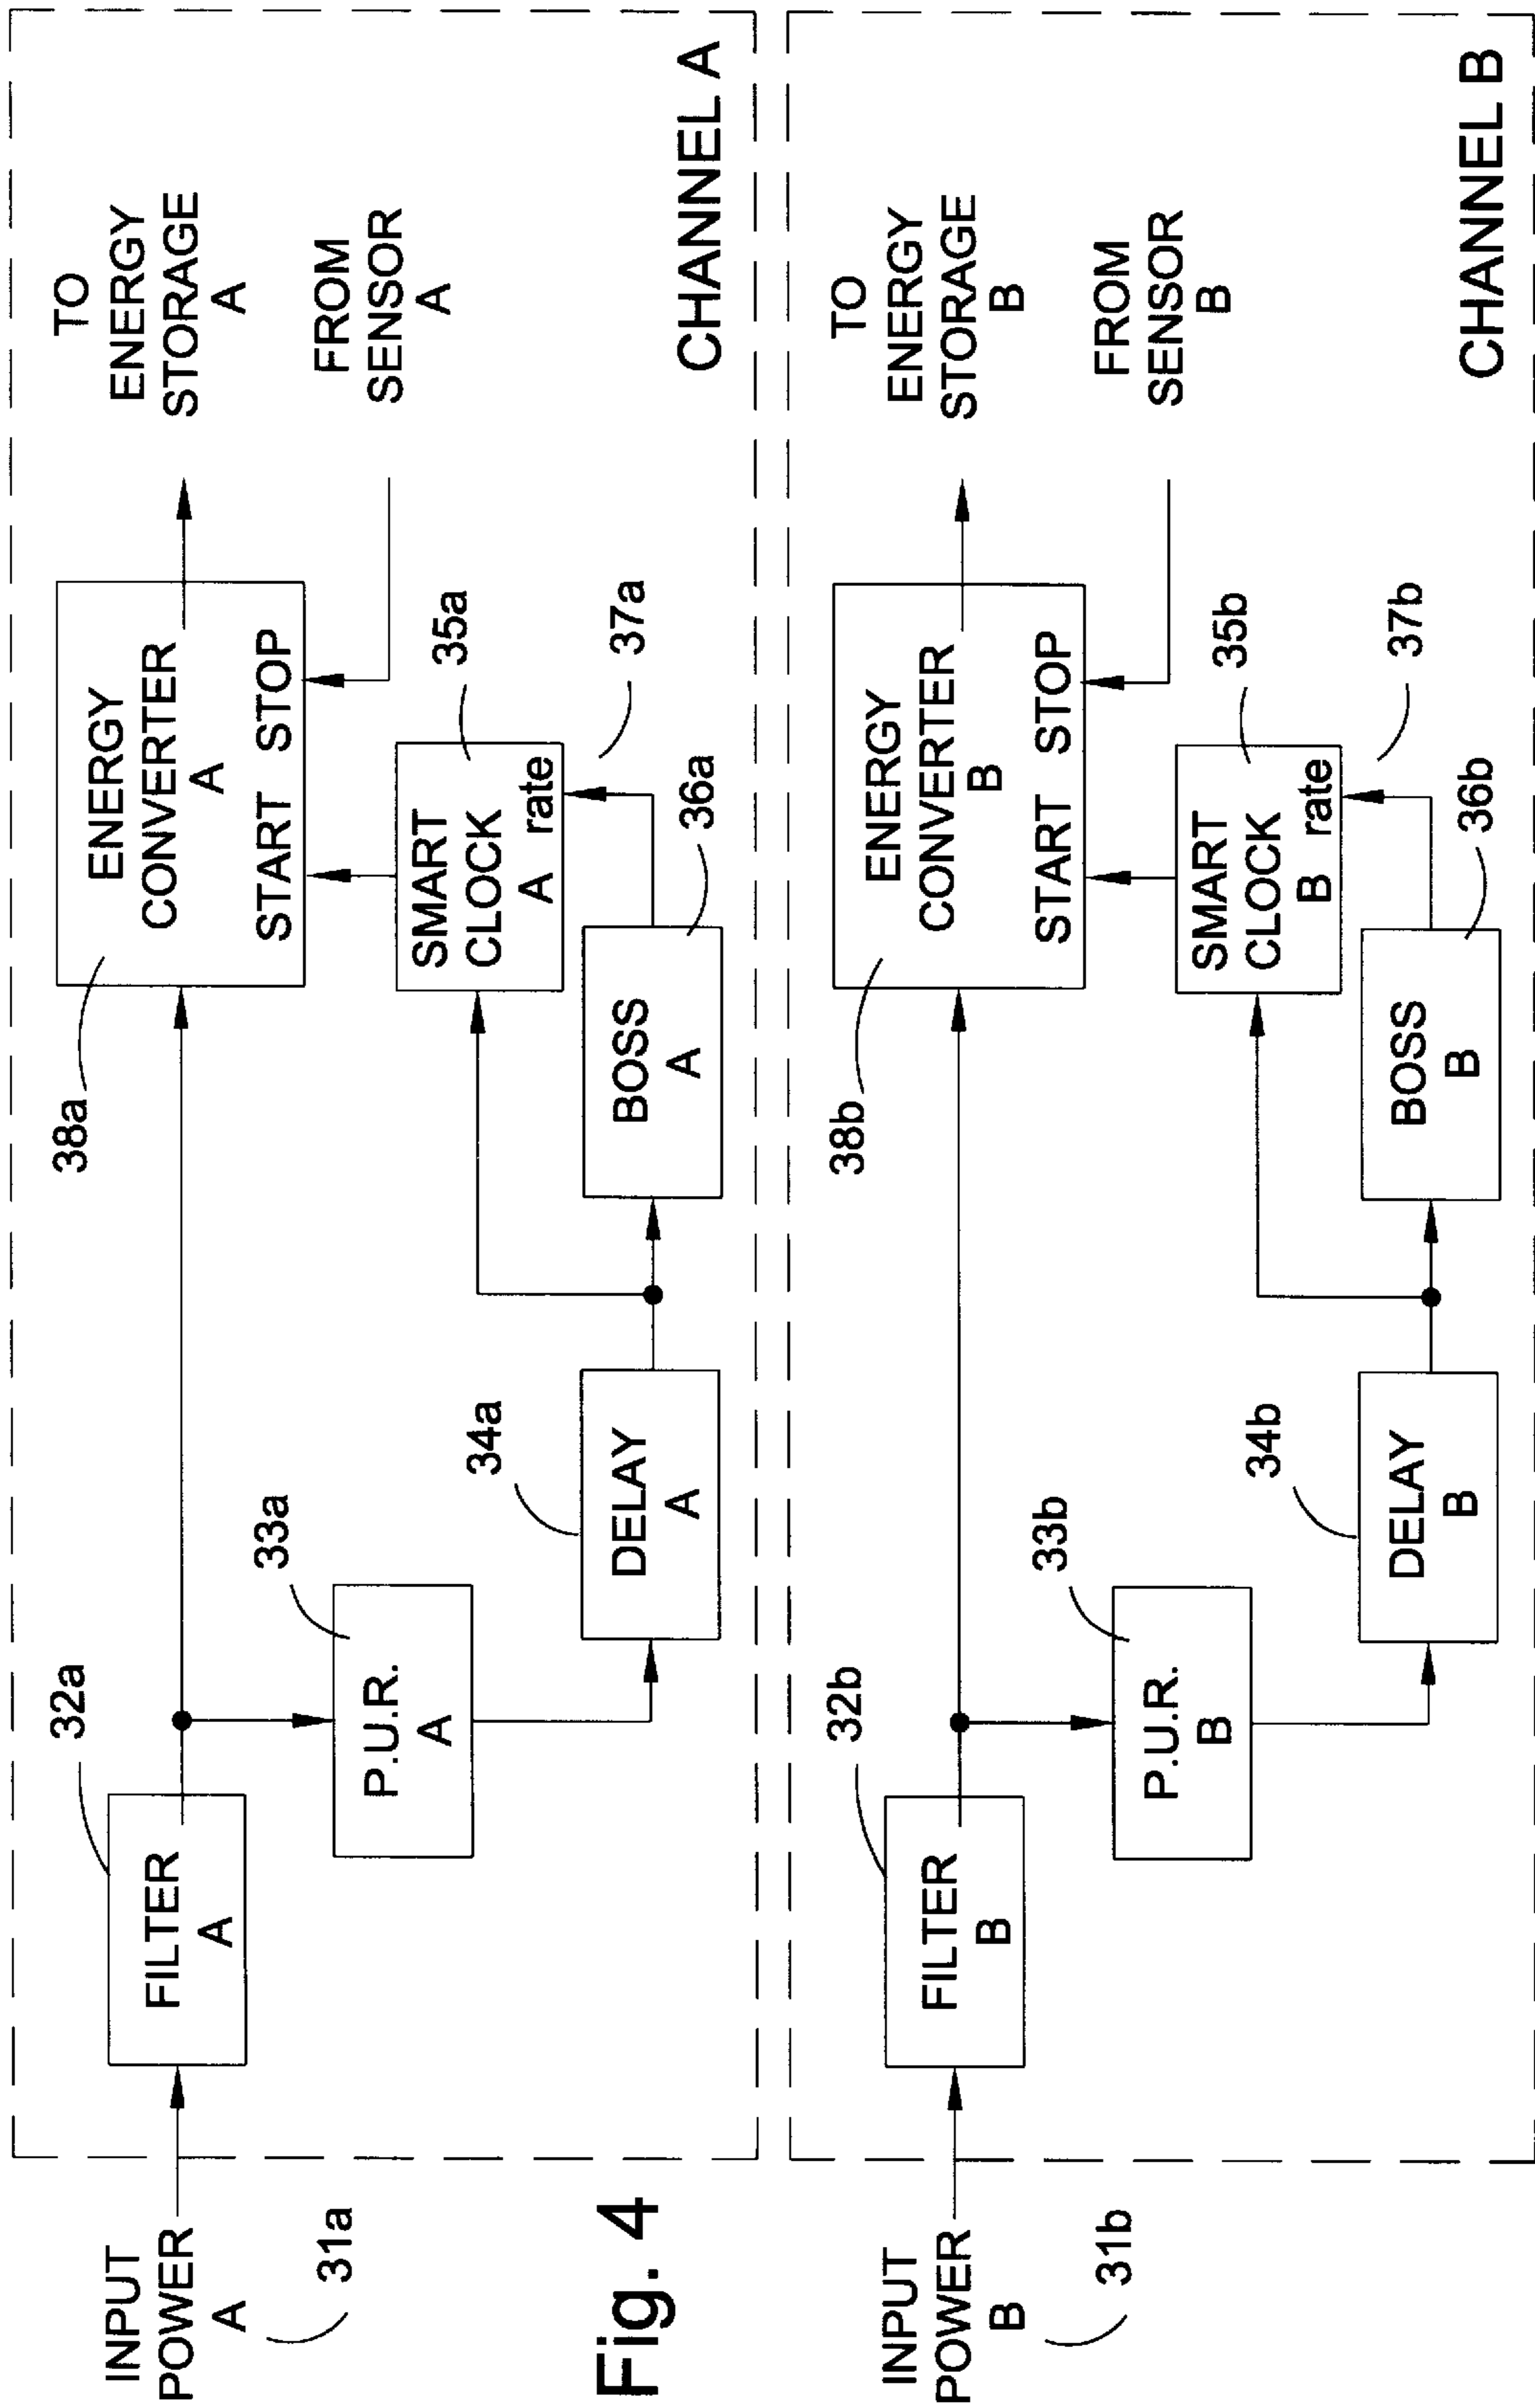 INPUT
POWER
A
31a
FILTER
A
32a
P.U.R.
A
33a
DELAY
A
34a
BOSS
A
36a
SMART
CLOCK
A rate
35a
37a
ENERGY
CONVERTER
A
START STOP
38a
TO
ENERGY
STORAGE
A
FROM
SENSOR
A
CHANNEL A
Fig. 4
INPUT
POWER
B
31b
FILTER
B
32b
P.U.R.
B
33b
DELAY
B
34b
BOSS
B
36b
SMART
CLOCK
B rate
35b
37b
ENERGY
CONVERTER
B
START STOP
38b
TO
ENERGY
STORAGE
B
FROM
SENSOR
B
CHANNEL B